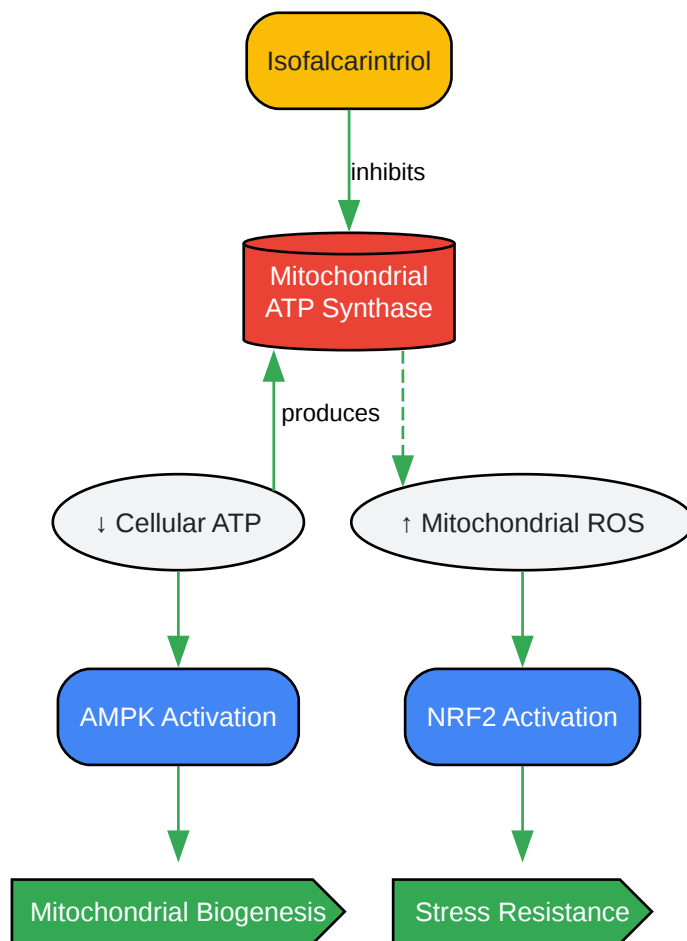 Isofalcarintriol
inhibits
Mitochondrial
ATP Synthase
produces
↓ Cellular ATP
↑ Mitochondrial ROS
AMPK Activation
NRF2 Activation
Mitochondrial Biogenesis
Stress Resistance